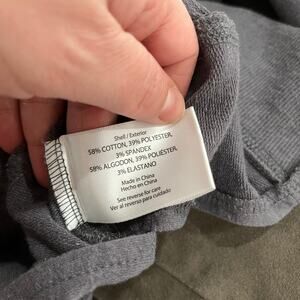 Shell / Exterior
58% COTTON, 39% POLYESTER,
3% SPANDEX
58% ALGODON, 39% POLIÉSTER,
3% ELASTANO
Made in China
Hecho en China
See reverse for care
Ver al reverso para cuidado